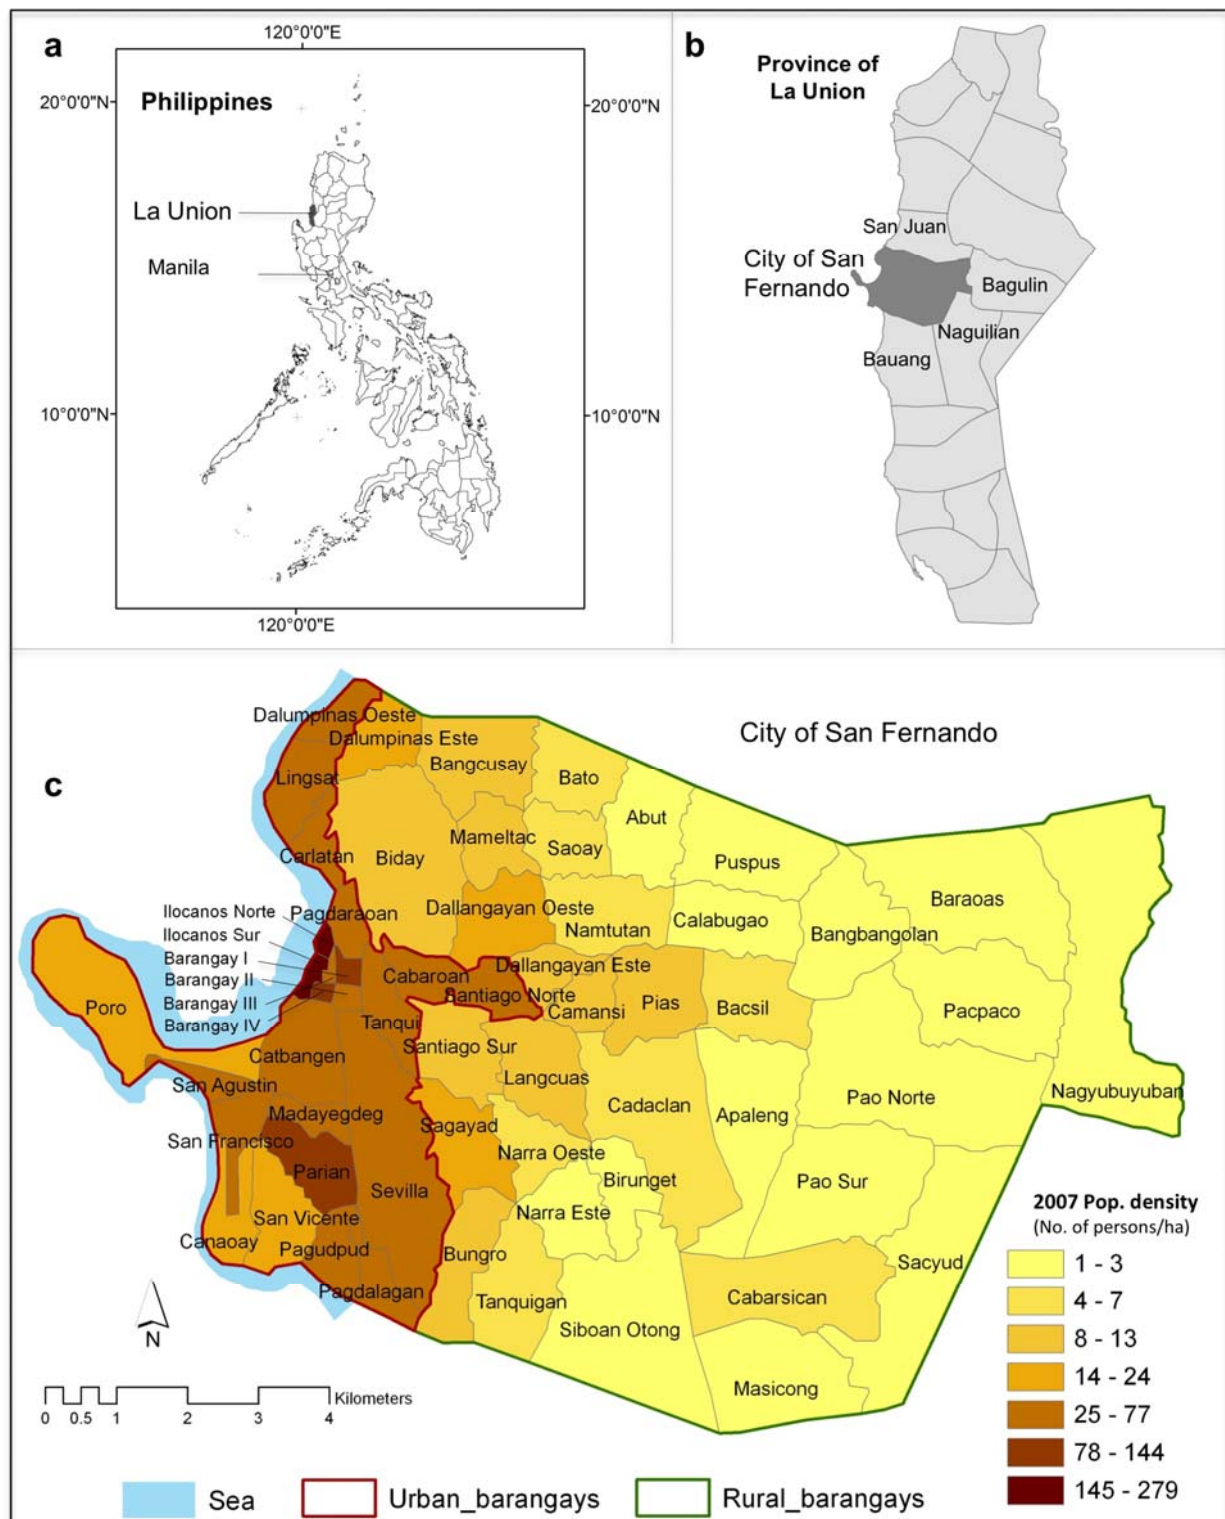 a
120°0'0"E
Philippines
20°0'0"N
20°0'0"N
La Union
Manila
10°0'0"N
10°0'0"N
120°0'0"E
b
Province of
La Union
San Juan
City of San
Fernando
Bagulin
Naguilian
Bauang
c
City of San Fernando
Dalumpinas Oeste
Dalumpinas Este
Bangcusay
Lingsat
Bato
Abut
Mameltac
Saoay
Carlatan
Biday
Puspus
Baraoas
Ilocanos Norte
Pagdaraoan
Dallangayan Oeste
Calabugao
Namtutan
Bangbangolan
Ilocanos Sur
Barangay I
Barangay II
Barangay III
Barangay IV
Cabaroan
Dallangayan Este
Santiago Norte
Camansi
Pias
Bacsil
Pacpaco
Poro
Tanqui
Santiago Sur
Catbangen
Langcuas
San Agustin
Cadaclan
Apaleng
Pao Norte
Nagyubuyuban
Madayegdeg
Sagayad
San Francisco
Narra Oeste
Parian
Birunget
Pao Sur
Sevilla
Narra Este
San Vicente
Canaoay
Pagudpud
Bungro
Sacyud
Pagdalagan
Tanquigan
Cabarsican
Siboan Otong
Masicong
N
Kilometers
0 0.5 1 2 3 4
2007 Pop. density
(No. of persons/ha)
1 - 3
4 - 7
8 - 13
14 - 24
25 - 77
78 - 144
145 - 279
Sea
Urban_barangays
Rural_barangays